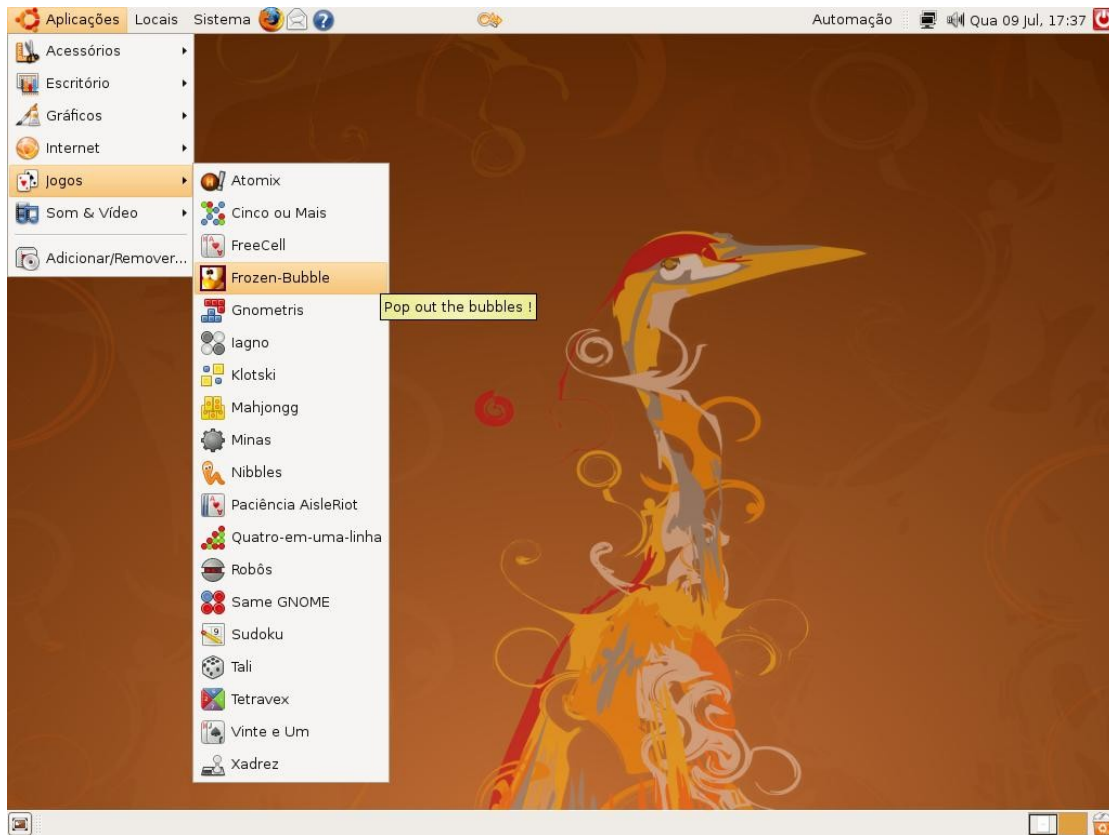 Aplicações Locais Sistema Automação Qua 09 Jul, 17:37
Acessórios
Escritório
Gráficos
Internet
Jogos
Som & Vídeo
Adicionar/Remover...
Atomix
Cinco ou Mais
FreeCell
Frozen-Bubble
Pop out the bubbles !
Gnometris
Iagno
Klotski
Mahjongg
Minas
Nibbles
Paciência AisleRiot
Quatro-em-uma-linha
Robôs
Same GNOME
Sudoku
Tali
Tetravex
Vinte e Um
Xadrez